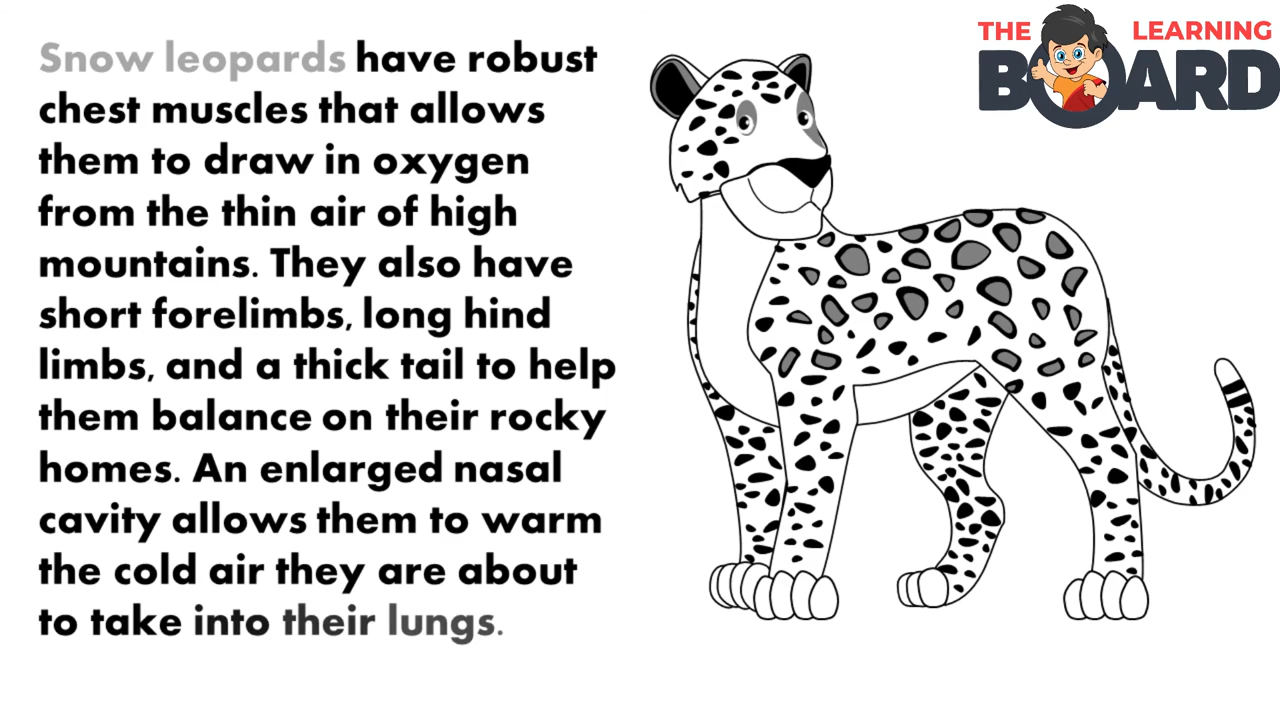 Snow leopards have robust
chest muscles that allows
them to draw in oxygen
from the thin air of high
mountains. They also have
short forelimbs, long hind
limbs, and a thick tail to help
them balance on their rocky
homes. An enlarged nasal
cavity allows them to warm
the cold air they are about
to take into their lungs.
THE LEARNING
BOARD